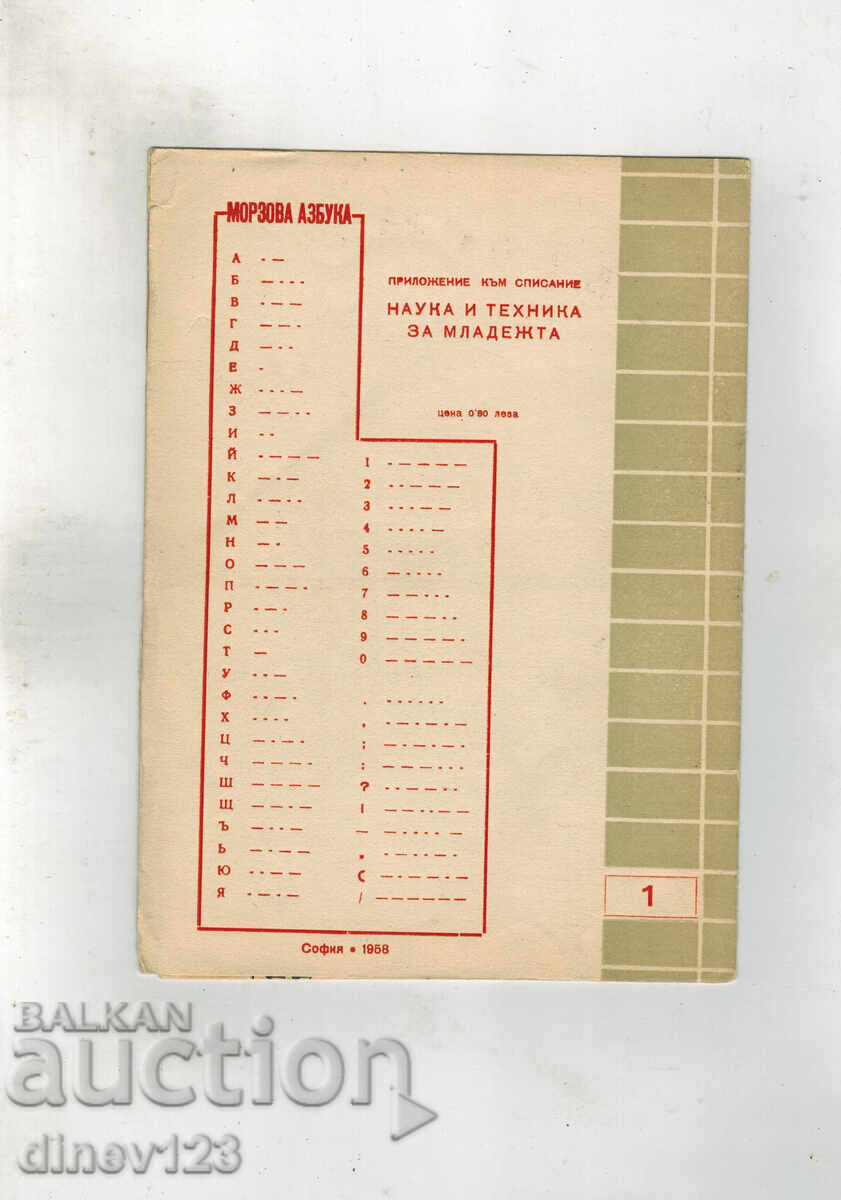 МОРЗОВА АЗБУКА
А · —
Б — · · ·
В · — —
Г — — ·
Д — · ·
Е ·
Ж · · · —
З — — · ·
И · ·
Й · — — —
К — · —
Л · — · ·
М — —
Н — ·
О — — —
П · — — ·
Р · — ·
С · · ·
Т —
У · · —
Ф · · — ·
Х · · · ·
Ц — · — ·
Ч — — — ·
Ш — — — —
Щ — — · —
Ъ
Ь
Ю · · — —
Я · — · —
ПРИЛОЖЕНИЕ КЪМ СПИСАНИЕ
НАУКА И ТЕХНИКА
ЗА МЛАДЕЖТА
цена 0'80 лева
1 · — — — —
2 · · — — —
3 · · · — —
4 · · · · —
5 · · · · ·
6 — · · · ·
7 — — · · ·
8 — — — · ·
9 — — — — ·
0 — — — — —
. · · · · · ·
, · — · — · —
; — · — · — ·
: — — — · · ·
? · · — — · ·
!
—
„
(
/
1
София • 1958
BALKAN
auction
dinev123